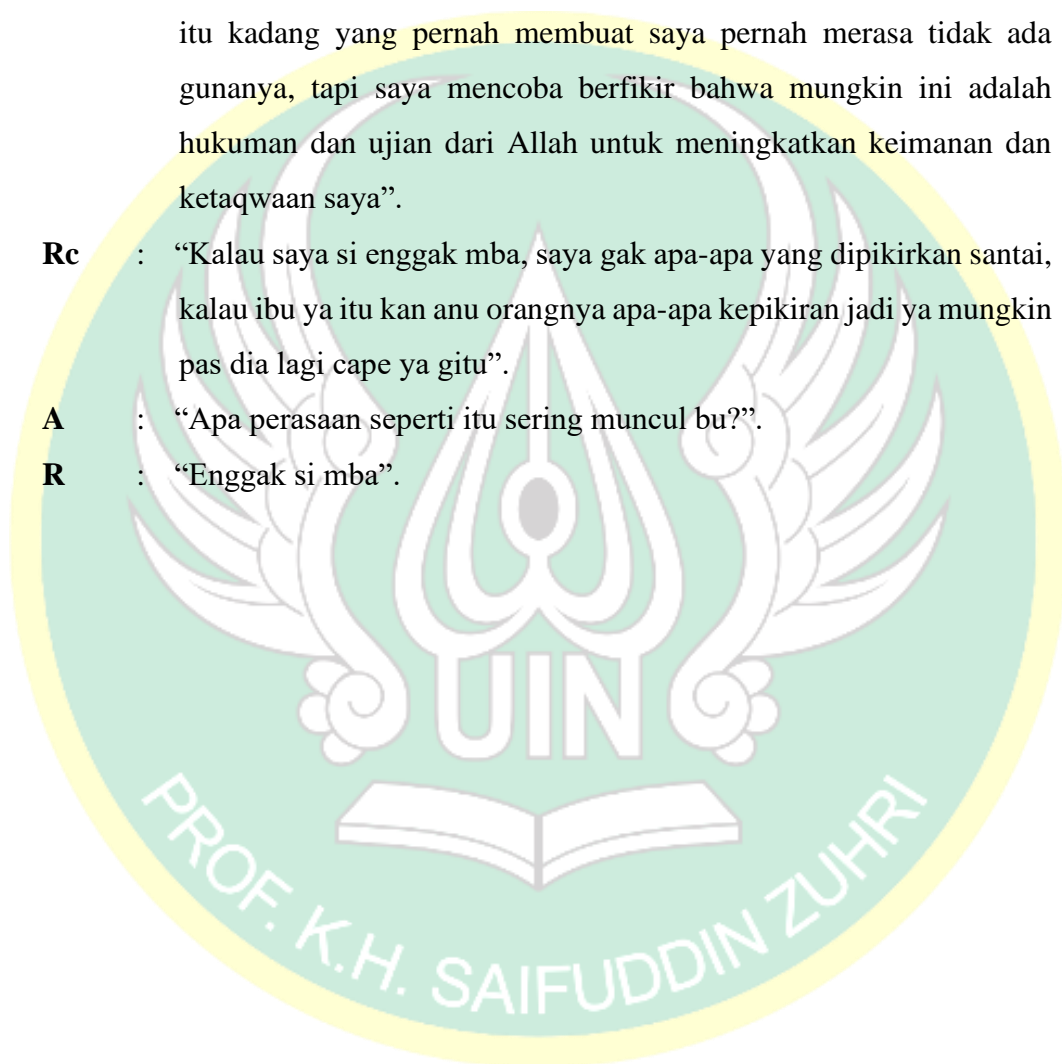 itu kadang yang pernah membuat saya pernah merasa tidak ada
gunanya, tapi saya mencoba berfikir bahwa mungkin ini adalah
hukuman dan ujian dari Allah untuk meningkatkan keimanan dan
ketaqwaan saya”.
Rc : “Kalau saya si enggak mba, saya gak apa-apa yang dipikirkan santai,
kalau ibu ya itu kan anu orangnya apa-apa kepikiran jadi ya mungkin
pas dia lagi cape ya gitu”.
A : “Apa perasaan seperti itu sering muncul bu?”.
R : “Enggak si mba”.
UIN
PROF. K.H. SAIFUDDIN ZUHRI